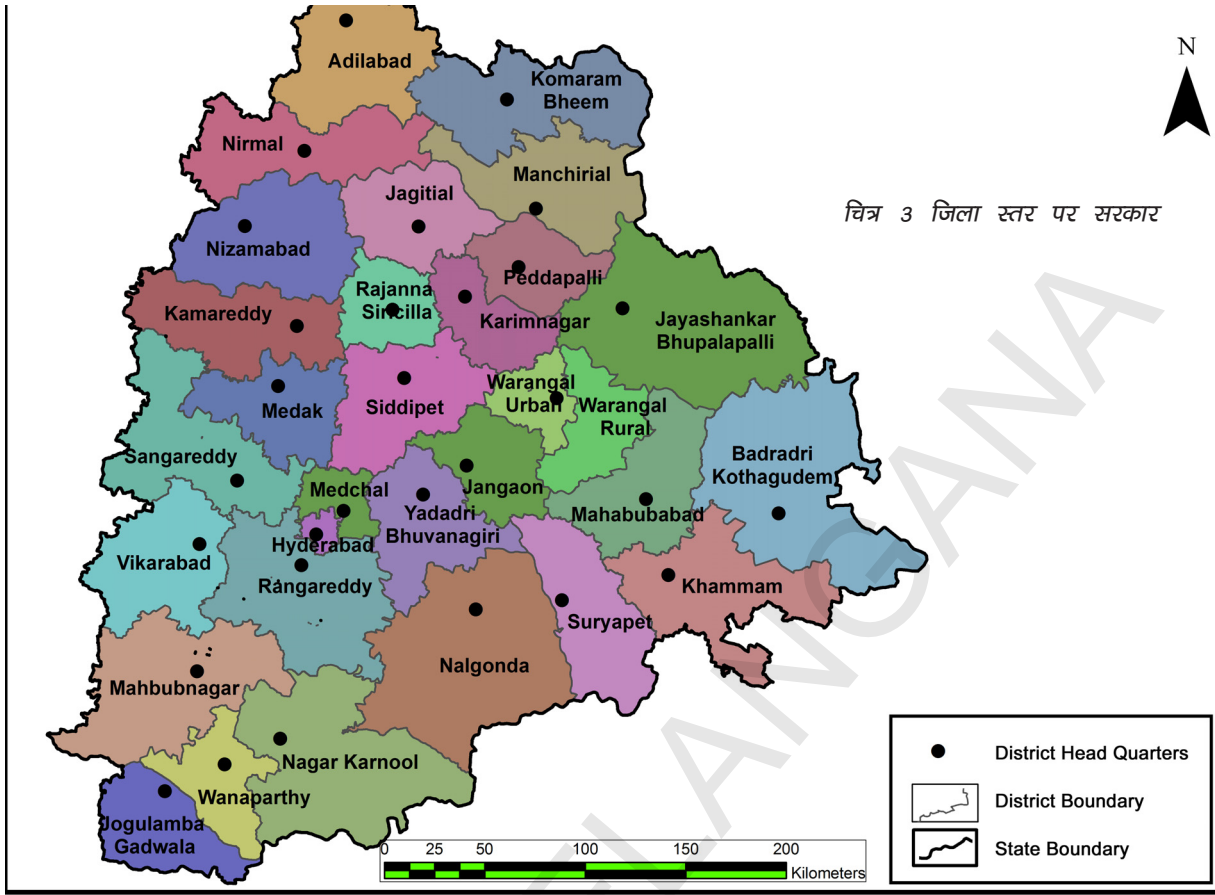 Adilabad
Komaram
Bheem
Nirmal
Manchirial
Jagitial
N
चित्र 3 जिला स्तर पर सरकार
Nizamabad
Peddapalli
Rajanna
Sircilla
Kamareddy
Karimnagar
Jayashankar
Bhupalapalli
Warangal
Urban
Medak
Siddipet
Warangal
Rural
Sangareddy
Badradri
Kothagudem
Medchal
Jangaon
Yadadri
Bhuvanagiri
Mahabubabad
Hyderabad
Vikarabad
Rangareddy
Khammam
Suryapet
Nalgonda
Mahbubnagar
Nagar Karnool
Wanaparthy
Jogulamba
Gadwala
District Head Quarters
District Boundary
State Boundary
0 25 50 100 150 200
Kilometers
ELANGANA